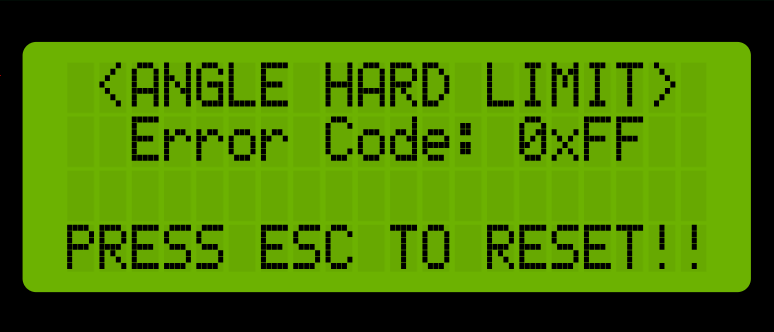 <ANGLE HARD LIMIT>
Error Code: 0xFF
PRESS ESC TO RESET!!